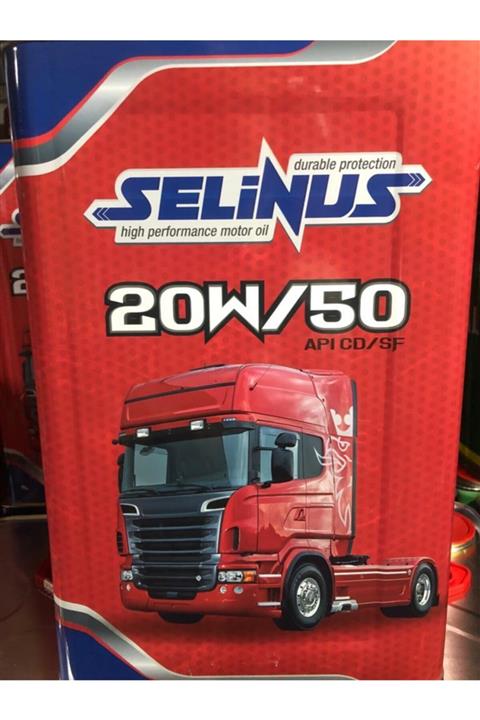 durable protection
SELiNUS
high performance motor oil
20W/50
API CD/SF